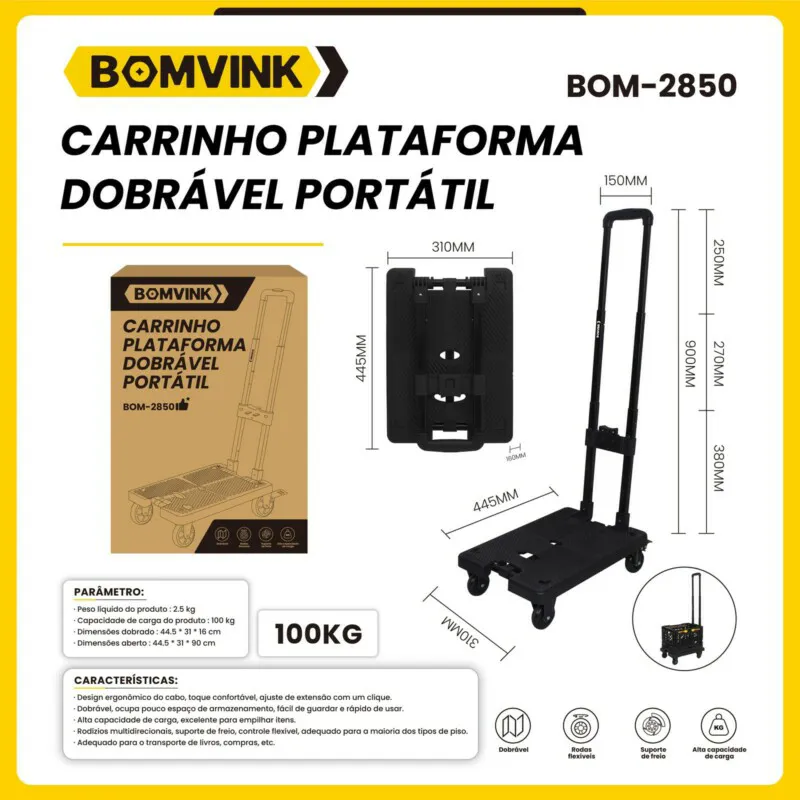 BOMVINK
BOM-2850
CARRINHO PLATAFORMA
DOBRÁVEL PORTÁTIL
150MM
310MM
250MM
445MM
900MM
270MM
380MM
160MM
445MM
310MM
BOMVINK
CARRINHO
PLATAFORMA
DOBRÁVEL
PORTÁTIL
BOM-2850
PARÂMETRO:
· Peso líquido do produto : 2.5 kg
· Capacidade de carga do produto : 100 kg
· Dimensões dobrado : 44.5 * 31 * 16 cm
· Dimensões aberto : 44.5 * 31 * 90 cm
100KG
CARACTERÍSTICAS:
· Design ergonômico do cabo, toque confortável, ajuste de extensão com um clique.
· Dobrável, ocupa pouco espaço de armazenamento, fácil de guardar e rápido de usar.
· Alta capacidade de carga, excelente para empilhar itens.
· Rodízios multidirecionais, suporte de freio, controle flexível, adequado para a maioria dos tipos de piso.
· Adequado para o transporte de livros, compras, etc.
KG
Dobrável
Rodas
flexíveis
Suporte
de freio
Alta capacidade
de carga